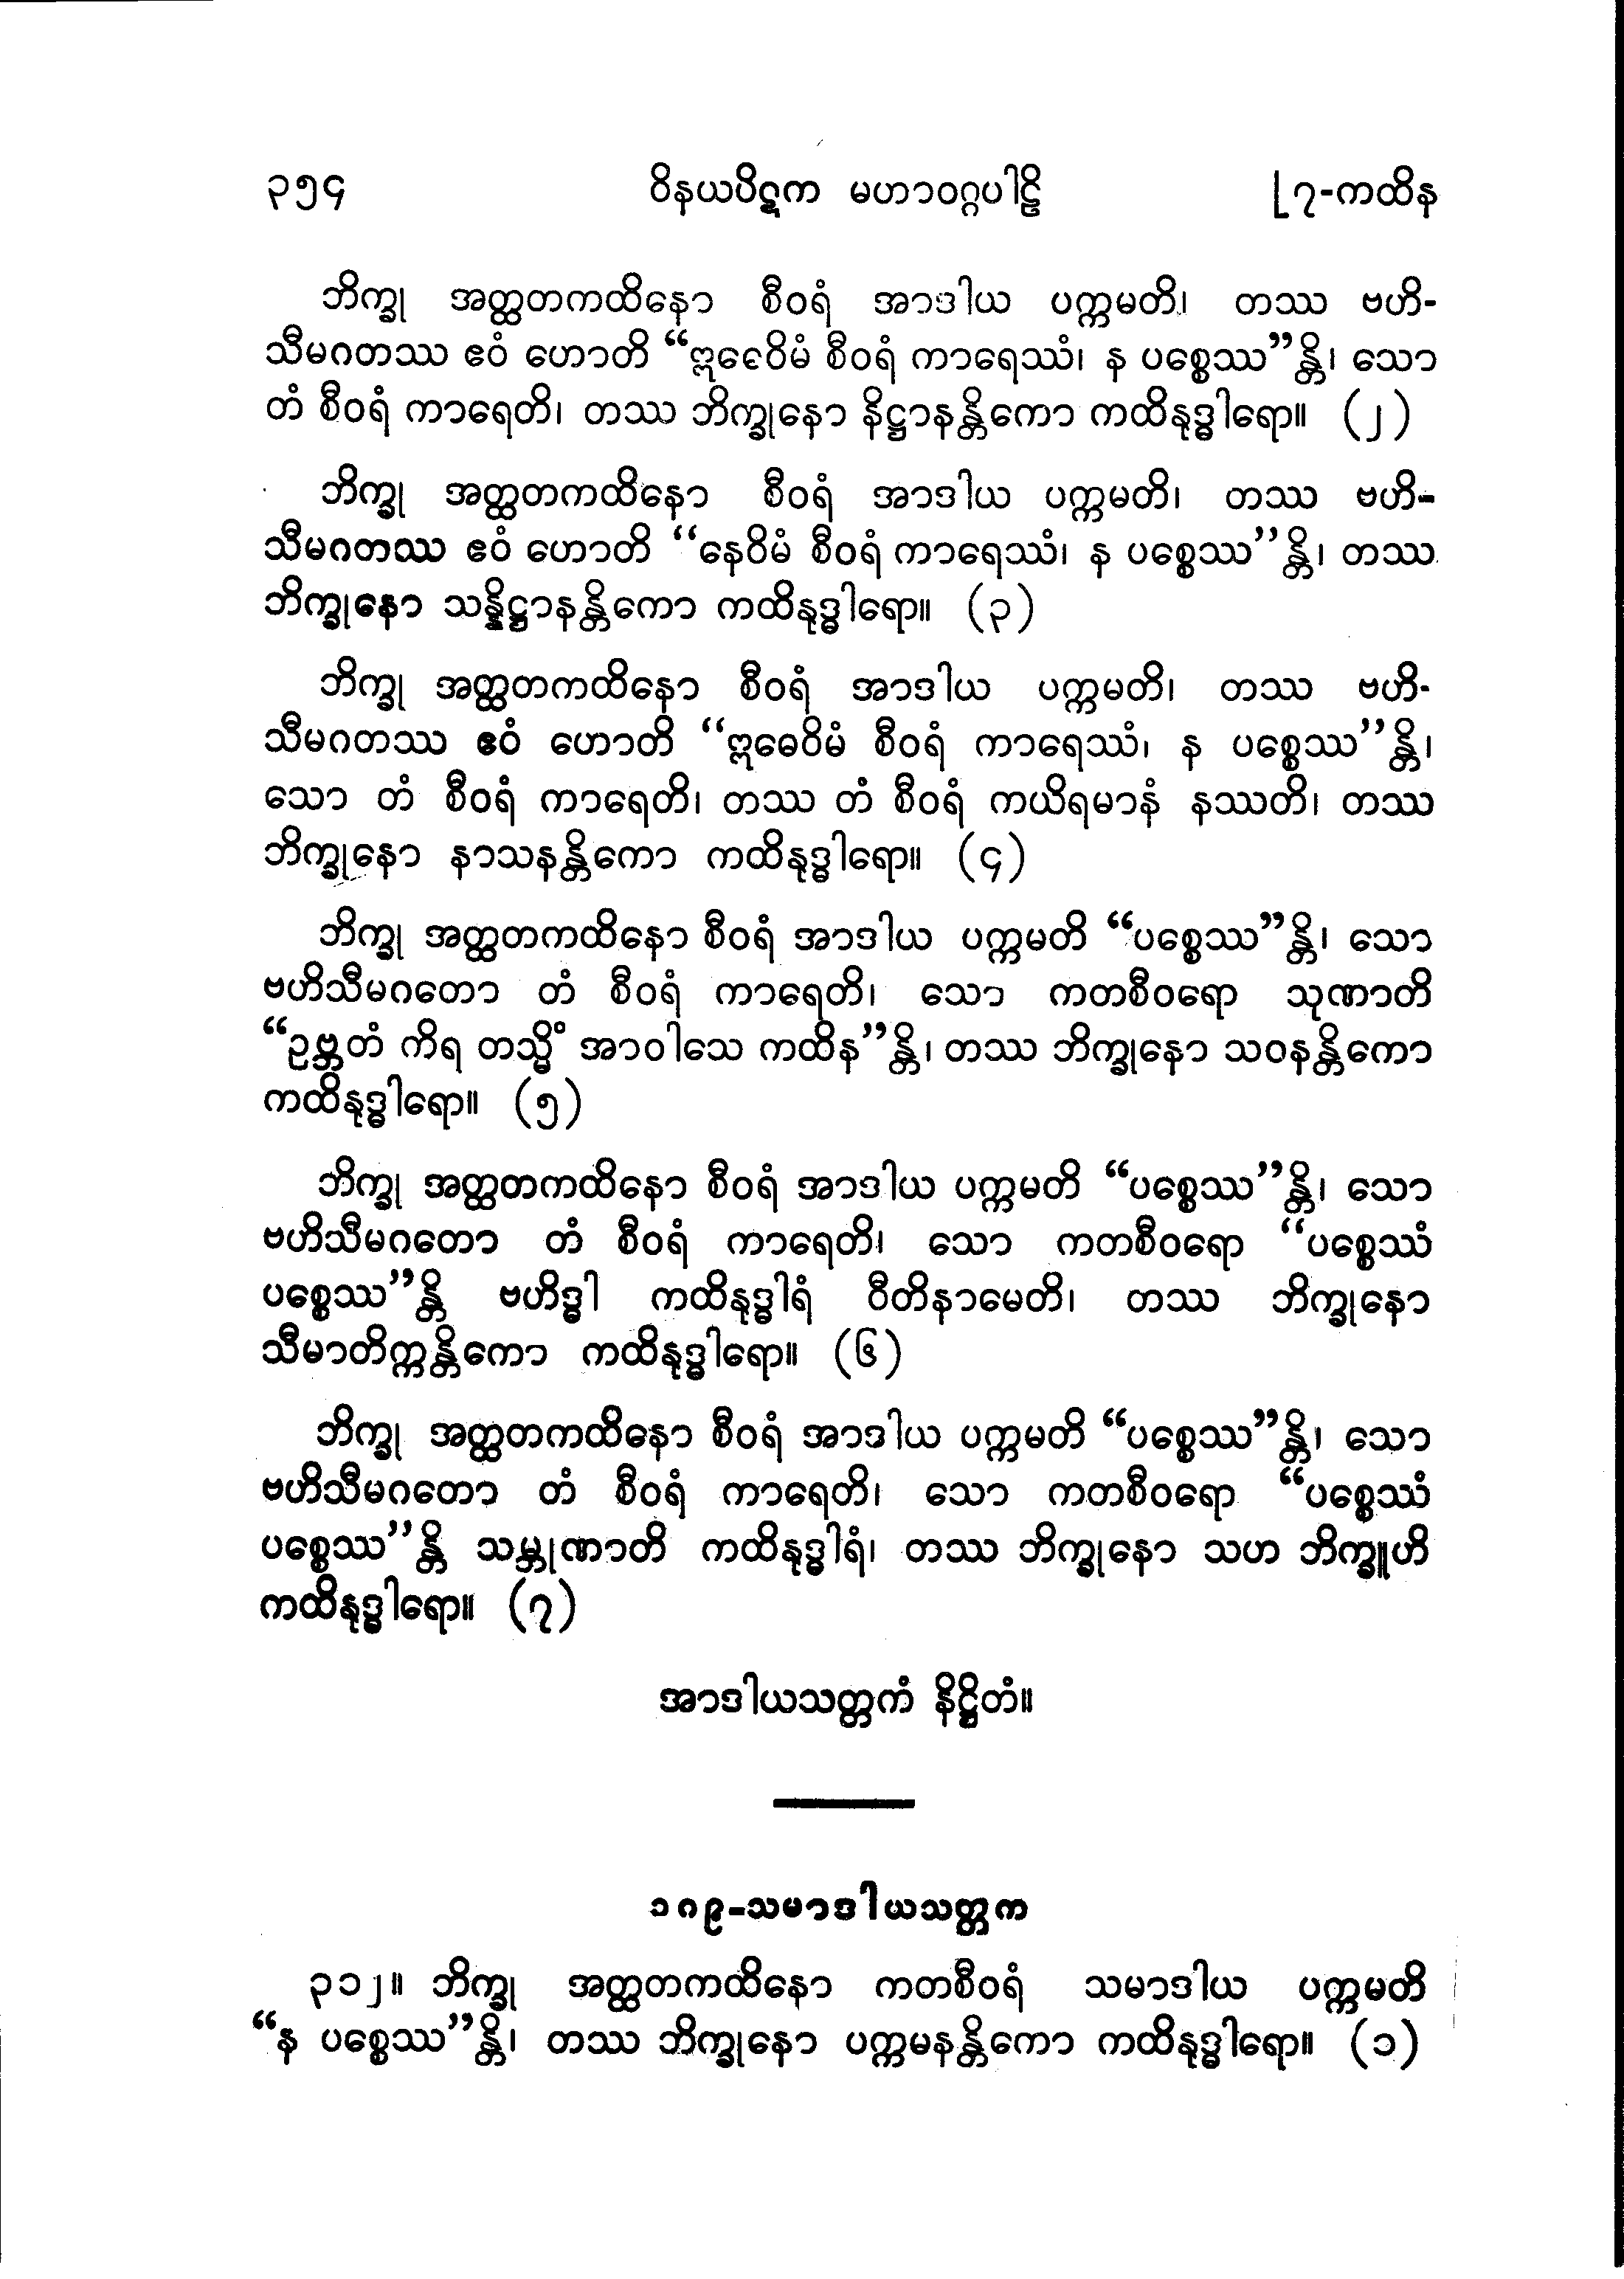 ၃၅၄ ဝိနယပိဋက မဟာဝဂ္ဂပါဠိ [၇-ကထိန
ဘိက္ခု အတ္ထတကထိနော စီဝရံ အာဒါယ ပက္ကမတိ၊ တဿ ဗဟိ-
သီမဂတဿ ဧဝံ ဟောတိ “ဣဓေဝိမံ စီဝရံ ကာရေဿံ၊ န ပစ္စေဿ”န္တိ၊ သော
တံ စီဝရံ ကာရေတိ၊ တဿ ဘိက္ခုနော နိဋ္ဌာနန္တိကော ကထိနုဒ္ဓါရော။ (၂)
ဘိက္ခု အတ္ထတကထိနော စီဝရံ အာဒါယ ပက္ကမတိ၊ တဿ ဗဟိ-
သီမဂတဿ ဧဝံ ဟောတိ “နေဝိမံ စီဝရံ ကာရေဿံ၊ န ပစ္စေဿ”န္တိ၊ တဿ
ဘိက္ခုနော သန္နိဋ္ဌာနန္တိကော ကထိနုဒ္ဓါရော။ (၃)
ဘိက္ခု အတ္ထတကထိနော စီဝရံ အာဒါယ ပက္ကမတိ၊ တဿ ဗဟိ-
သီမဂတဿ ဧဝံ ဟောတိ “ဣဓေဝိမံ စီဝရံ ကာရေဿံ၊ န ပစ္စေဿ”န္တိ၊
သော တံ စီဝရံ ကာရေတိ၊ တဿ တံ စီဝရံ ကယိရမာနံ နဿတိ၊ တဿ
ဘိက္ခုနော နာသနန္တိကော ကထိနုဒ္ဓါရော။ (၄)
ဘိက္ခု အတ္ထတကထိနော စီဝရံ အာဒါယ ပက္ကမတိ “ပစ္စေဿ”န္တိ၊ သော
ဗဟိသီမဂတော တံ စီဝရံ ကာရေတိ၊ သော ကတစီဝရော သုဏာတိ
“ဥဗ္ဘတံ ကိရ တသ္မိံ အာဝါသေ ကထိန”န္တိ၊ တဿ ဘိက္ခုနော သဝနန္တိကော
ကထိနုဒ္ဓါရော။ (၅)
ဘိက္ခု အတ္ထတကထိနော စီဝရံ အာဒါယ ပက္ကမတိ “ပစ္စေဿ”န္တိ၊ သော
ဗဟိသီမဂတော တံ စီဝရံ ကာရေတိ၊ သော ကတစီဝရော “ပစ္စေဿံ
ပစ္စေဿ”န္တိ ဗဟိဒ္ဓါ ကထိနုဒ္ဓါရံ ဝီတိနာမေတိ၊ တဿ ဘိက္ခုနော
သီမာတိက္ကန္တိကော ကထိနုဒ္ဓါရော။ (၆)
ဘိက္ခု အတ္ထတကထိနော စီဝရံ အာဒါယ ပက္ကမတိ “ပစ္စေဿ”န္တိ၊ သော
ဗဟိသီမဂတော တံ စီဝရံ ကာရေတိ၊ သော ကတစီဝရော “ပစ္စေဿံ
ပစ္စေဿ”န္တိ သမ္ဘုဏာတိ ကထိနုဒ္ဓါရံ၊ တဿ ဘိက္ခုနော သဟ ဘိက္ခူဟိ
ကထိနုဒ္ဓါရော။ (၇)
အာဒါယသတ္တကံ နိဋ္ဌိတံ။
၁၈၉-သမာဒါယသတ္တက
၃၁၂။ ဘိက္ခု အတ္ထတကထိနော ကတစီဝရံ သမာဒါယ ပက္ကမတိ
“န ပစ္စေဿ”န္တိ၊ တဿ ဘိက္ခုနော ပက္ကမနန္တိကော ကထိနုဒ္ဓါရော။ (၁)